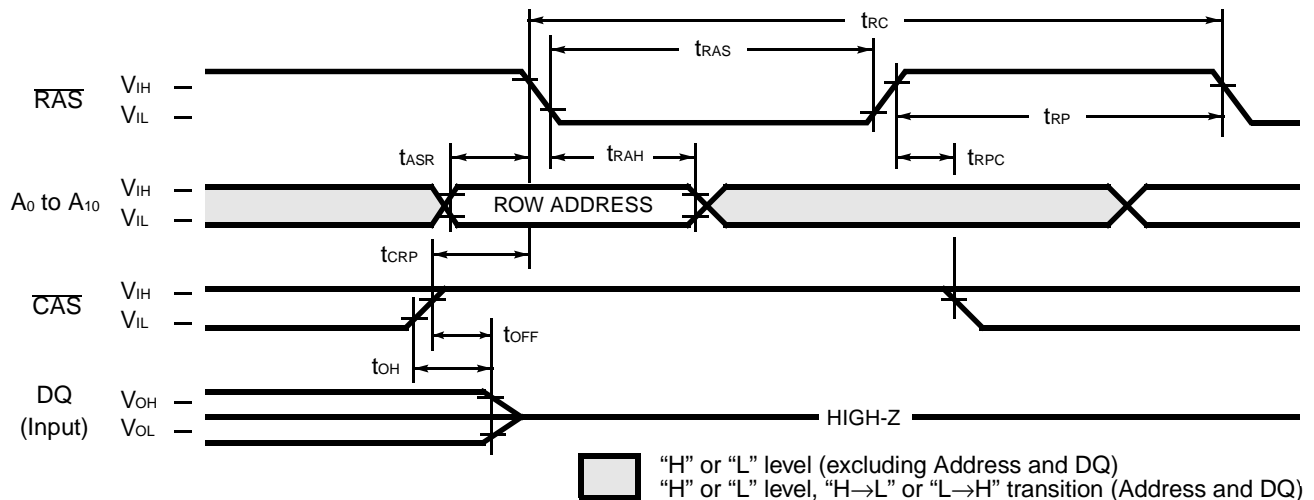 tRC
tRAS
RAS
VIH
VIL
tRP
tASR
tRAH
tRPC
A0 to A10
VIH
VIL
ROW ADDRESS
tCRP
CAS
VIH
VIL
tOFF
tOH
DQ
(Input)
VOH
VOL
HIGH-Z
“H” or “L” level (excluding Address and DQ)
“H” or “L” level, “H→L” or “L→H” transition (Address and DQ)